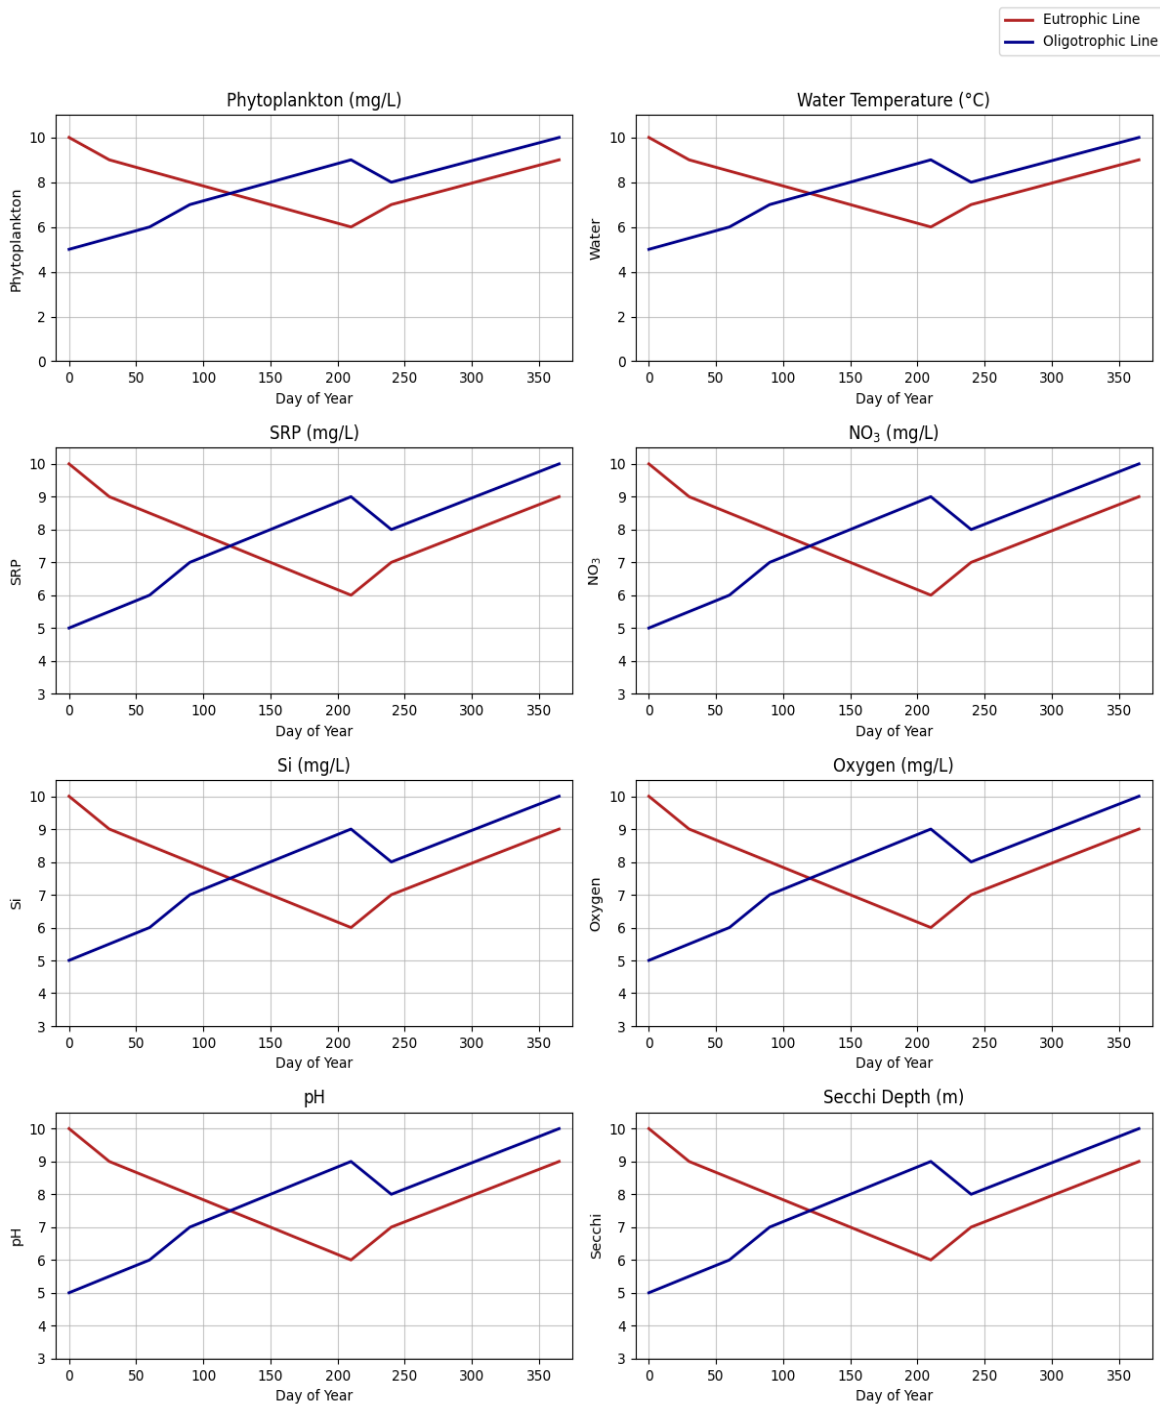 Eutrophic Line
Oligotrophic Line
Phytoplankton (mg/L)
Phytoplankton
10
8
6
4
2
0
0 50 100 150 200 250 300 350
Day of Year
Water Temperature (°C)
Water
10
8
6
4
2
0
0 50 100 150 200 250 300 350
Day of Year
SRP (mg/L)
SRP
10
9
8
7
6
5
4
3
0 50 100 150 200 250 300 350
Day of Year
NO₃ (mg/L)
NO₃
10
9
8
7
6
5
4
3
0 50 100 150 200 250 300 350
Day of Year
Si (mg/L)
Si
10
9
8
7
6
5
4
3
0 50 100 150 200 250 300 350
Day of Year
Oxygen (mg/L)
Oxygen
10
9
8
7
6
5
4
3
0 50 100 150 200 250 300 350
Day of Year
pH
pH
10
9
8
7
6
5
4
3
0 50 100 150 200 250 300 350
Day of Year
Secchi Depth (m)
Secchi
10
9
8
7
6
5
4
3
0 50 100 150 200 250 300 350
Day of Year